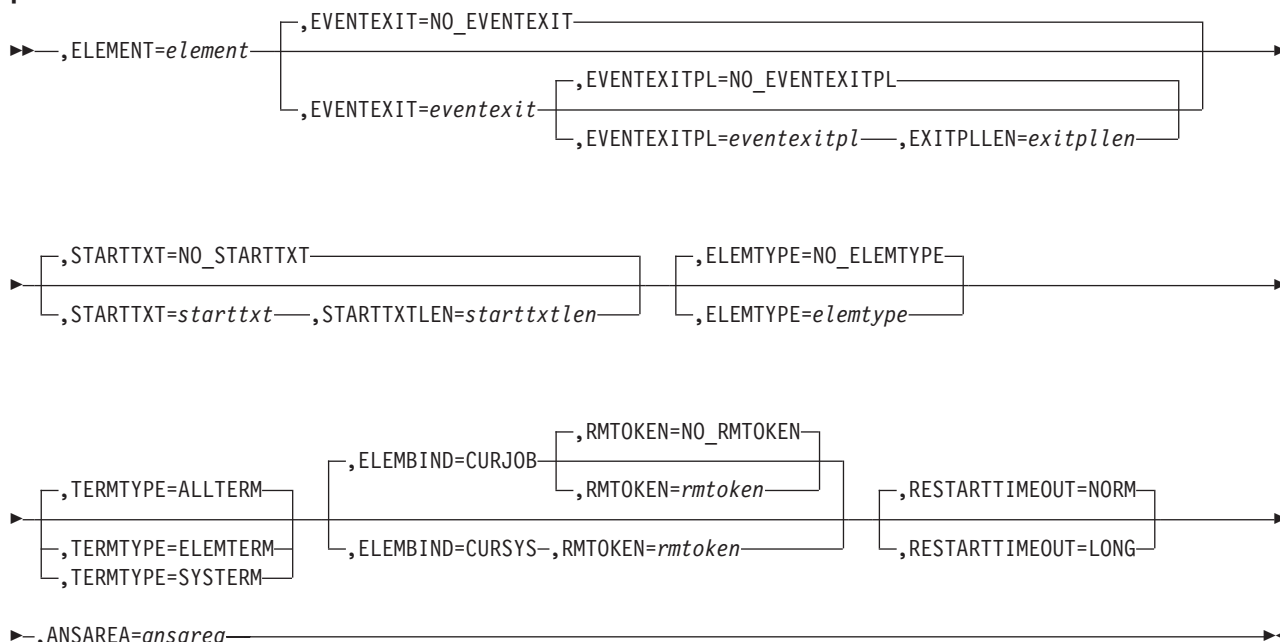 ,EVENTEXIT=NO_EVENTEXIT
,ELEMENT=element
,EVENTEXITPL=NO_EVENTEXITPL
,EVENTEXIT=eventexit
,EVENTEXITPL=eventexitpl ,EXITPLLEN=exitpllen
,STARTTXT=NO_STARTTXT ,ELEMTYPE=NO_ELEMTYPE
,STARTTXT=starttxt ,STARTTXTLEN=starttxtlen ,ELEMTYPE=elemtype
,RMTOKEN=NO_RMTOKEN
,ELEMBIND=CURJOB
,TERMTYPE=ALLTERM ,RMTOKEN=rmtoken ,RESTARTTIMEOUT=NORM
,TERMTYPE=ELEMTERM ,ELEMBIND=CURSYS ,RMTOKEN=rmtoken ,RESTARTTIMEOUT=LONG
,TERMTYPE=SYSTERM
,ANSAREA=ansarea